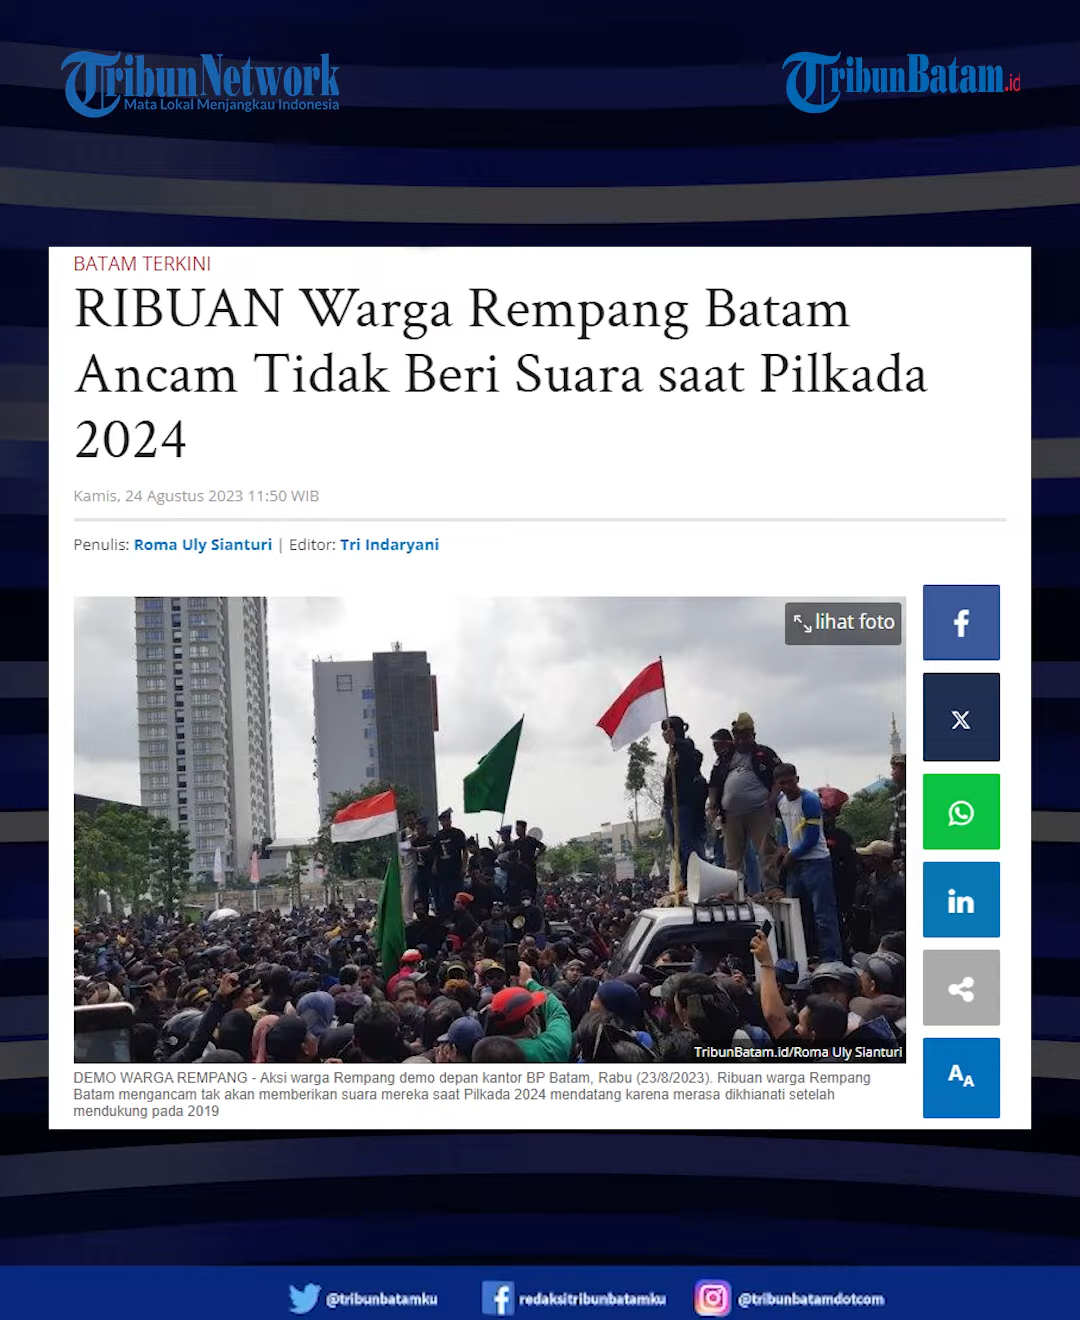 TribunNetwork
Mata Lokal Menjangkau Indonesia
TribunBatam.id
BATAM TERKINI
RIBUAN Warga Rempang Batam
Ancam Tidak Beri Suara saat Pilkada
2024
Kamis, 24 Agustus 2023 11:50 WIB
Penulis: Roma Uly Sianturi | Editor: Tri Indaryani
lihat foto
TribunBatam.id/Roma Uly Sianturi
DEMO WARGA REMPANG - Aksi warga Rempang demo depan kantor BP Batam, Rabu (23/8/2023). Ribuan warga Rempang
Batam mengancam tak akan memberikan suara mereka saat Pilkada 2024 mendatang karena merasa dikhianati setelah
mendukung pada 2019
AA
@tribunbatamku
redaksitribunbatamku
@tribunbatamdotcom